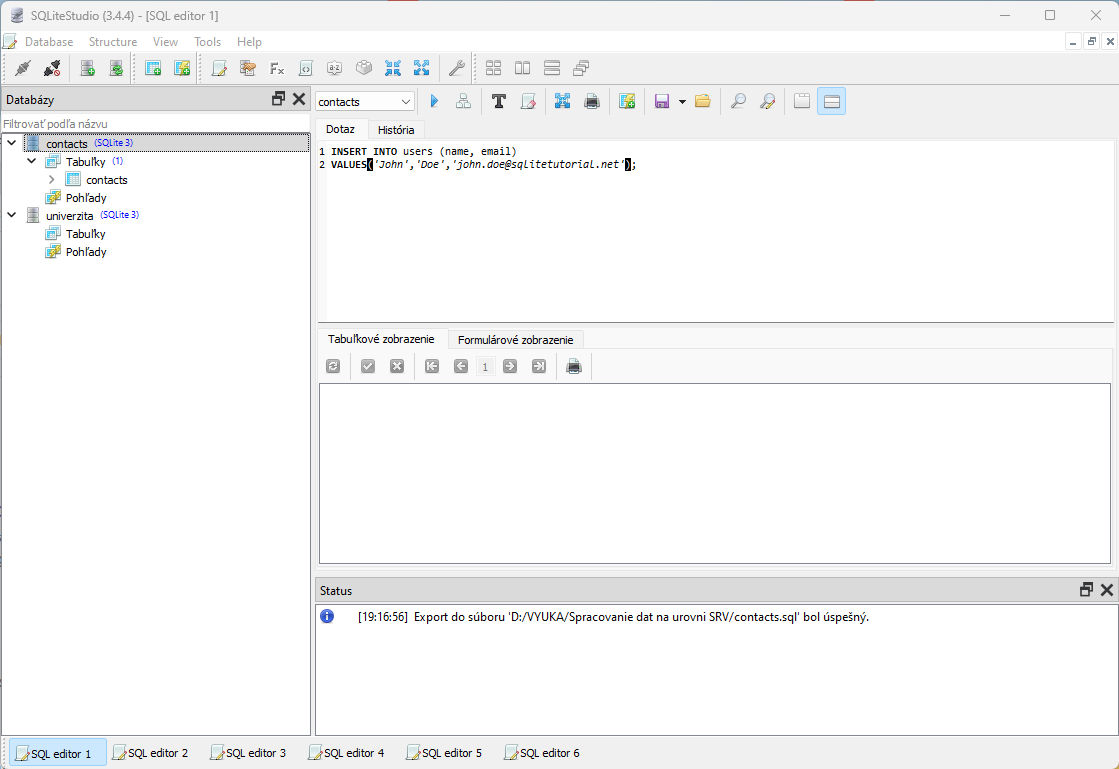 SQLiteStudio (3.4.4) - [SQL editor 1]
Database Structure View Tools Help
Databázy
Filtrovať podľa názvu
contacts (SQLite 3)
Tabuľky (1)
contacts
Pohľady
univerzita (SQLite 3)
Tabuľky
Pohľady
contacts
Dotaz História
1 INSERT INTO users (name, email)
2 VALUES('John','Doe','john.doe@sqlitetutorial.net');
Tabuľkové zobrazenie Formulárové zobrazenie
1
Status
[19:16:56] Export do súboru 'D:/VYUKA/Spracovanie dat na urovni SRV/contacts.sql' bol úspešný.
SQL editor 1 SQL editor 2 SQL editor 3 SQL editor 4 SQL editor 5 SQL editor 6